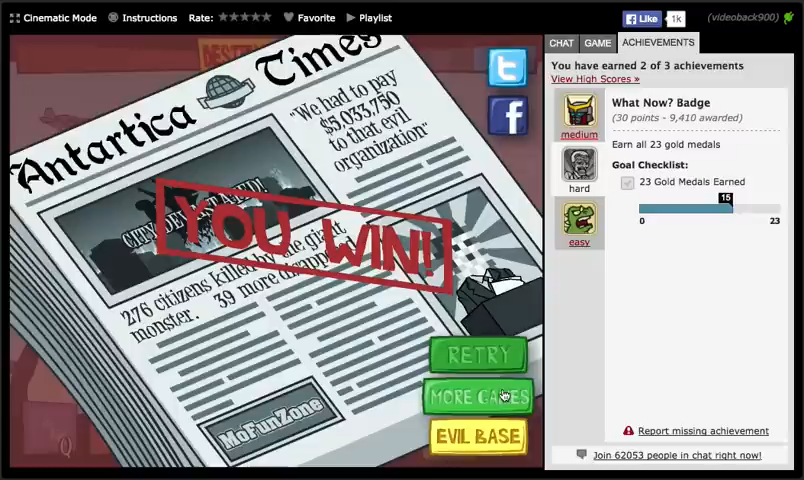 Cinematic Mode Instructions Rate: Favorite Playlist Like 1k (videoback900)
CHAT GAME ACHIEVEMENTS
You have earned 2 of 3 achievements
View High Scores »
medium
hard
easy
What Now? Badge
(30 points - 9,410 awarded)
Earn all 23 gold medals
Goal Checklist:
23 Gold Medals Earned
15
0 23
Report missing achievement
Join 62053 people in chat right now!
Antartica Times
"We had to pay
$5,033,750
to that evil
organization"
YOU WIN!
276 citizens killed by the giant
monster. 39 more
MoFunZone
RETRY
MORE GAMES
EVIL BASE